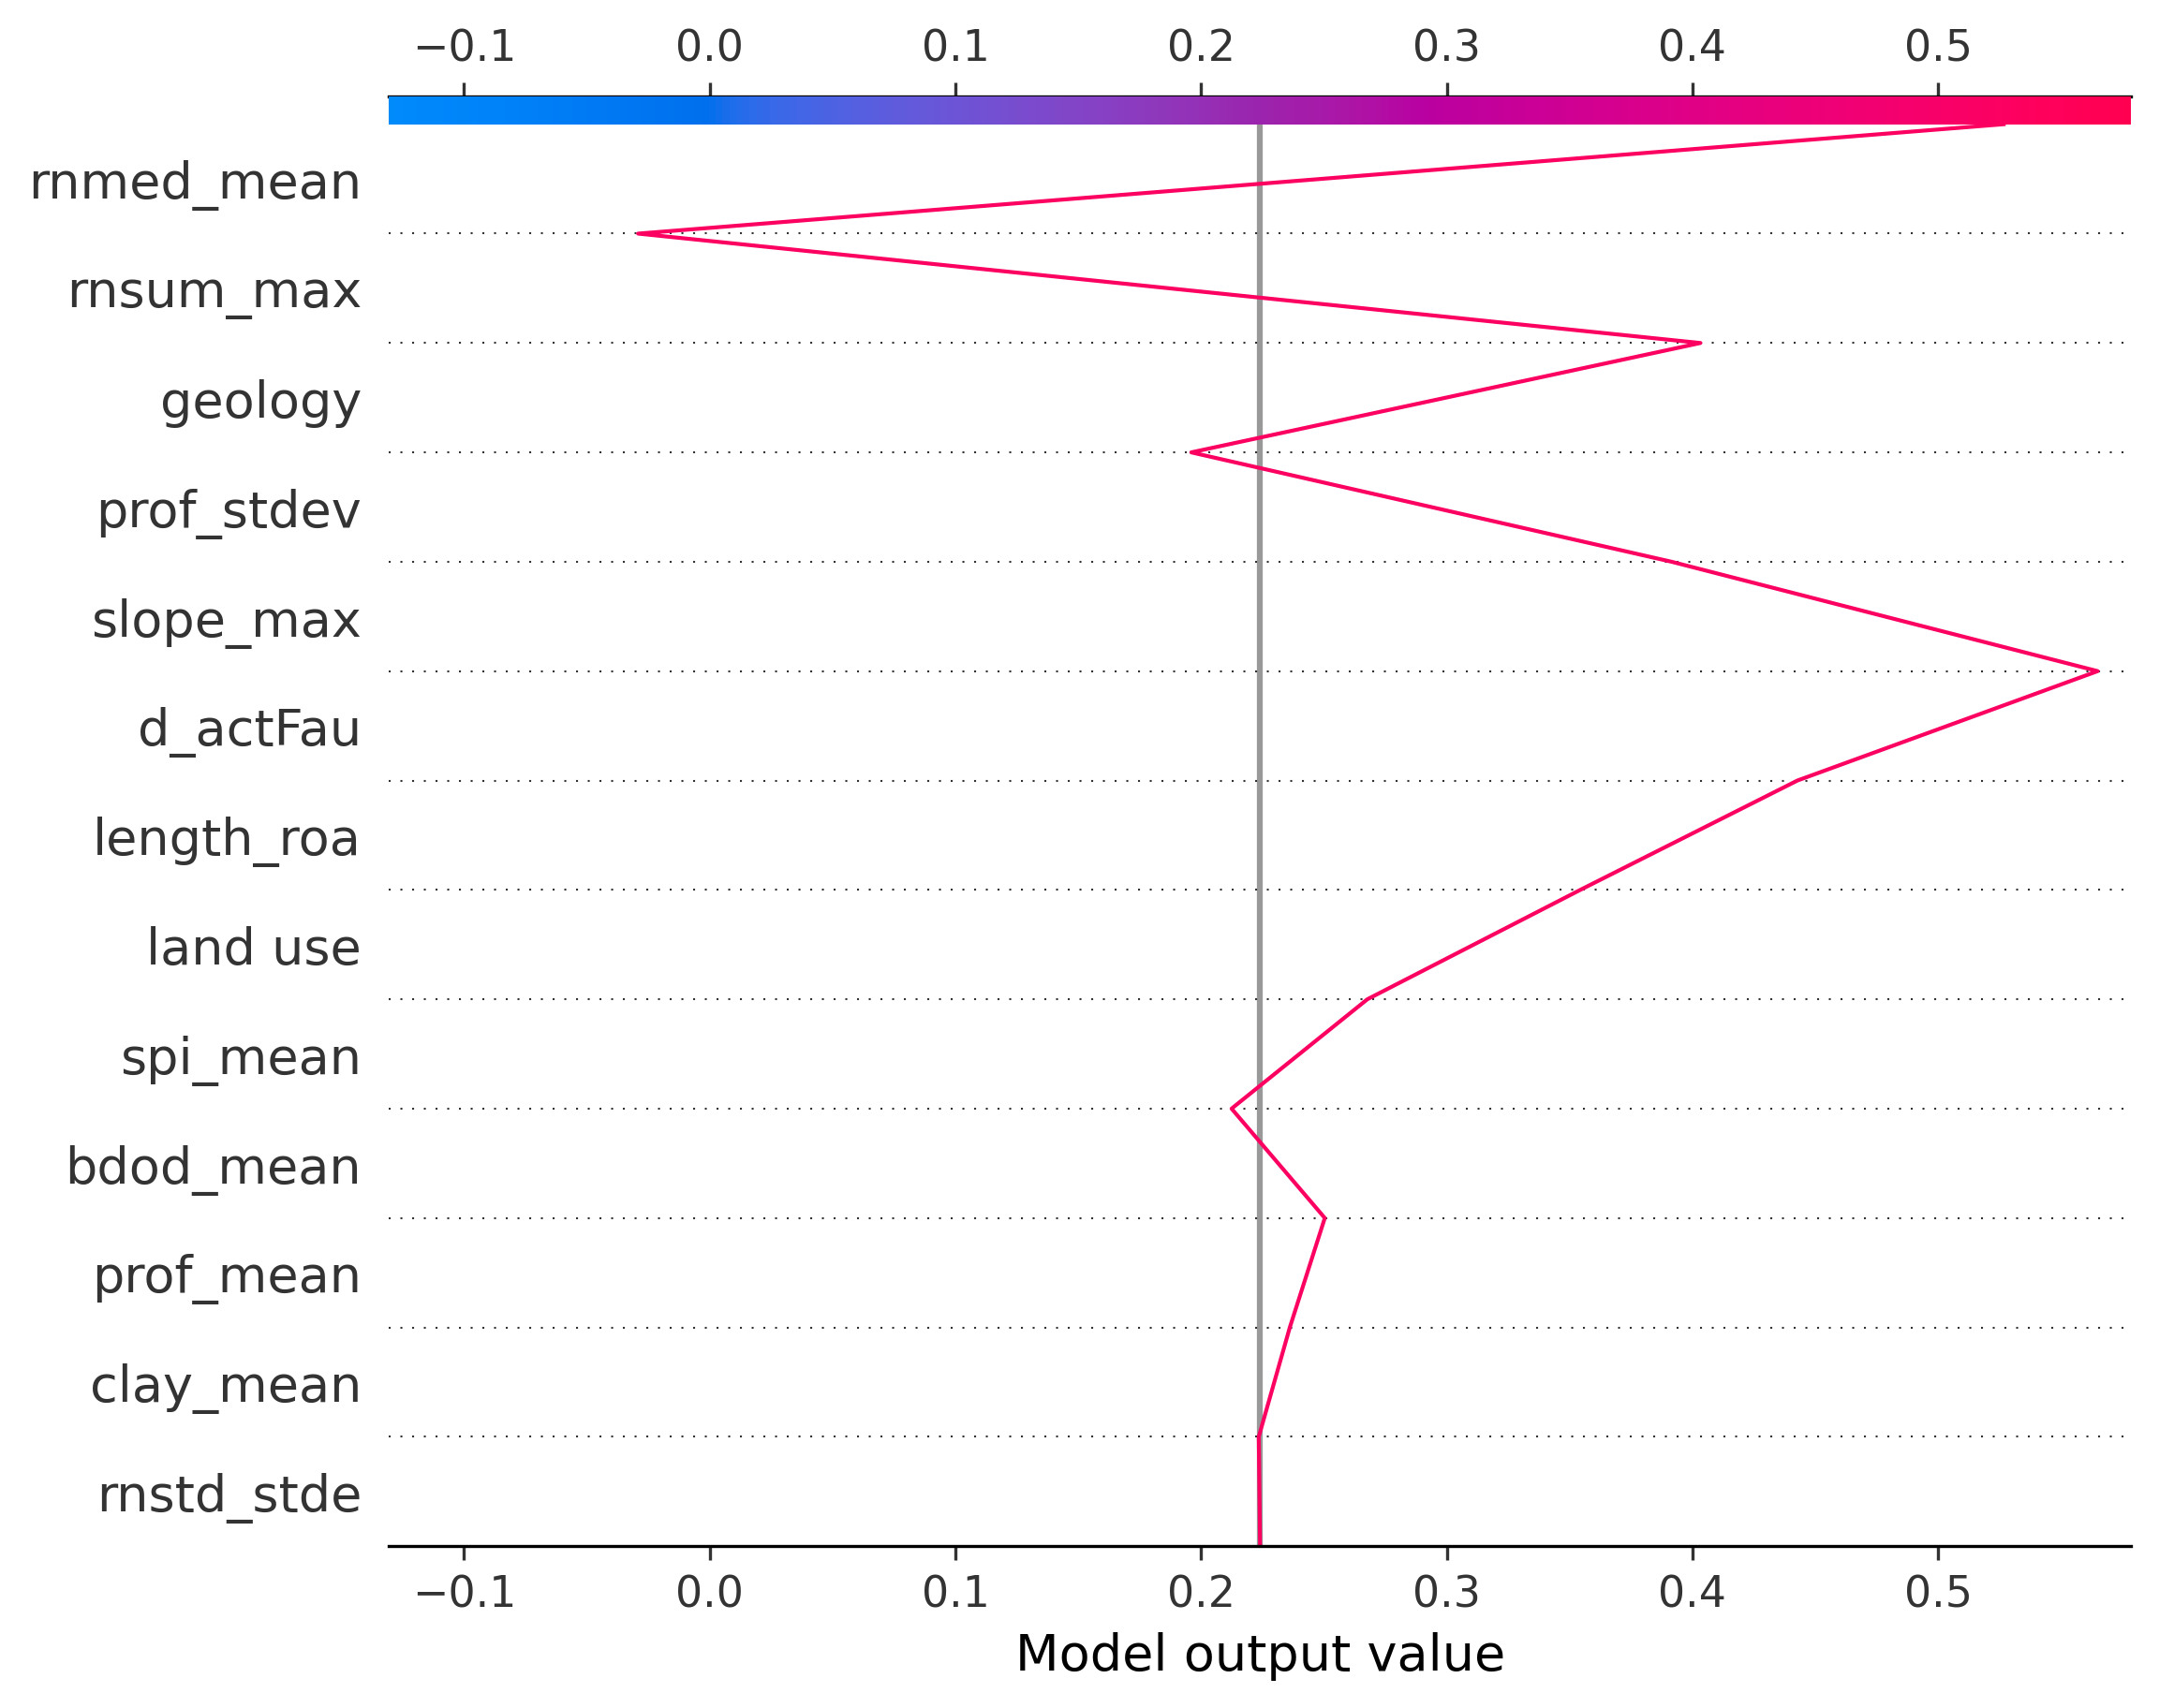 −0.1 0.0 0.1 0.2 0.3 0.4 0.5
rnmed_mean
rnsum_max
geology
prof_stdev
slope_max
d_actFau
length_roa
land use
spi_mean
bdod_mean
prof_mean
clay_mean
rnstd_stde
−0.1 0.0 0.1 0.2 0.3 0.4 0.5
Model output value